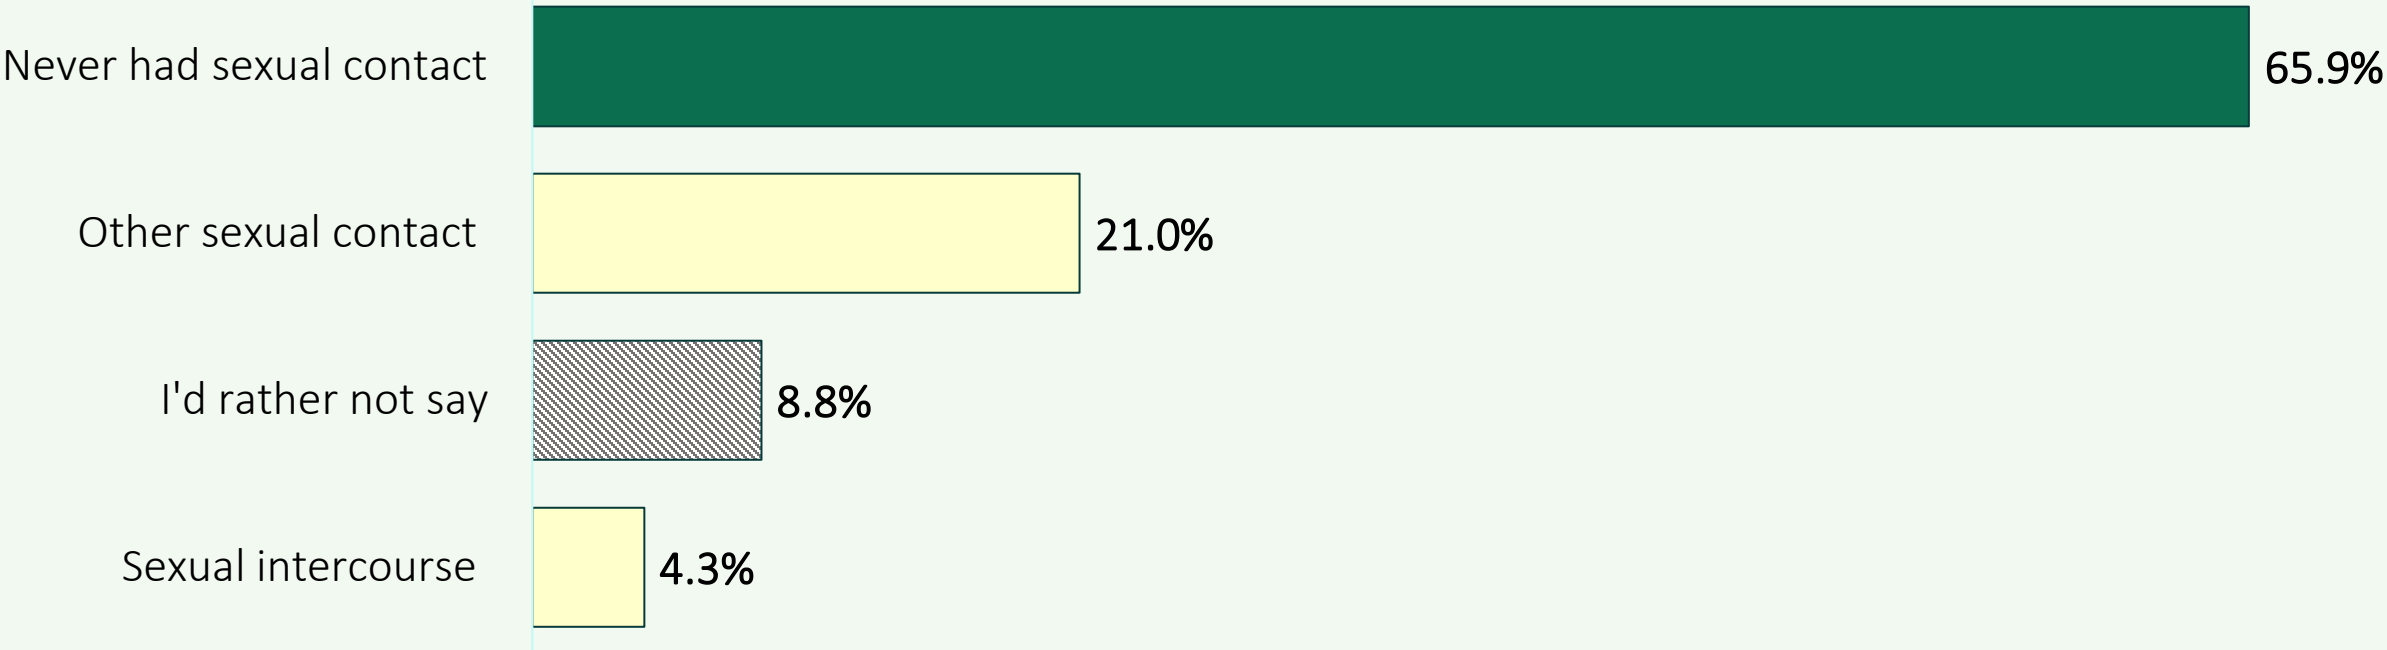 Never had sexual contact 65.9%
Other sexual contact 21.0%
I'd rather not say 8.8%
Sexual intercourse 4.3%